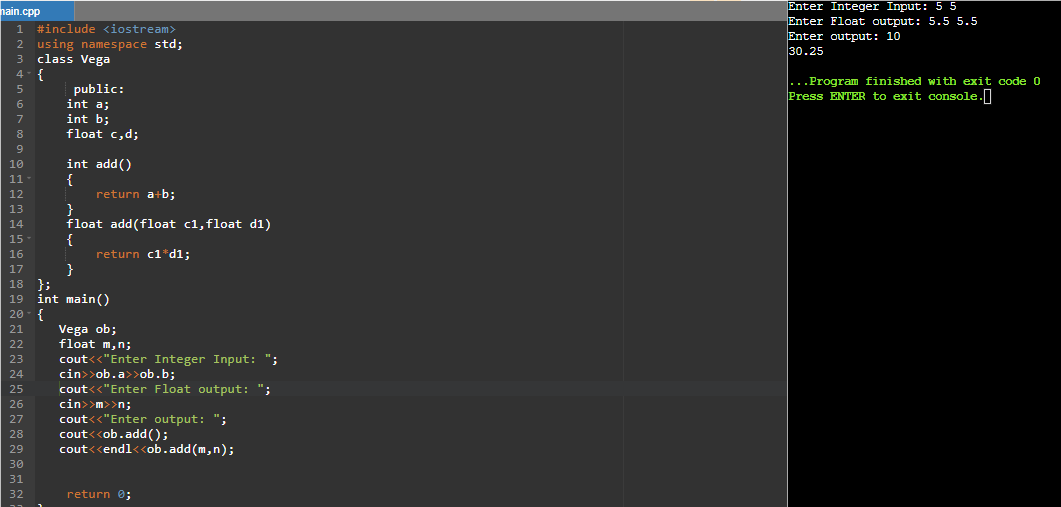 main.cpp
1 #include <iostream>
2 using namespace std;
3 class Vega
4 {
5 public:
6 int a;
7 int b;
8 float c,d;
9
10 int add()
11 {
12 return a+b;
13 }
14 float add(float c1,float d1)
15 {
16 return c1*d1;
17 }
18 };
19 int main()
20 {
21 Vega ob;
22 float m,n;
23 cout<<"Enter Integer Input: ";
24 cin>>ob.a>>ob.b;
25 cout<<"Enter Float output: ";
26 cin>>m>>n;
27 cout<<"Enter output: ";
28 cout<<ob.add();
29 cout<<endl<<ob.add(m,n);
30
31
32 return 0;
33 }
Enter Integer Input: 5 5
Enter Float output: 5.5 5.5
Enter output: 10
30.25
...Program finished with exit code 0
Press ENTER to exit console.